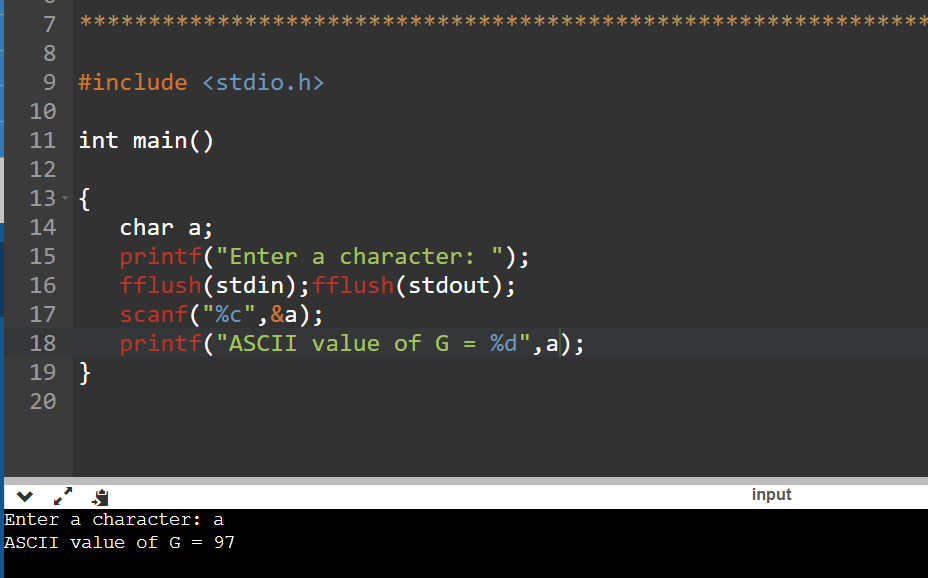 7 **************************************************************
8
9 #include <stdio.h>
10
11 int main()
12
13 {
14 char a;
15 printf("Enter a character: ");
16 fflush(stdin);fflush(stdout);
17 scanf("%c",&a);
18 printf("ASCII value of G = %d",a);
19 }
20
input
Enter a character: a
ASCII value of G = 97